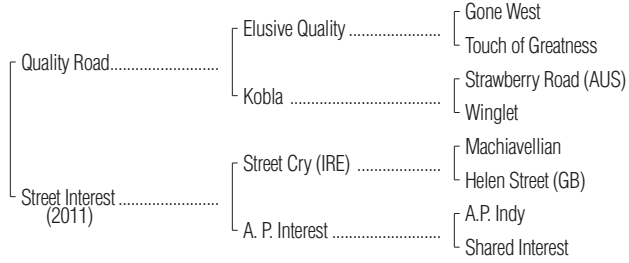 Gone West
Elusive Quality ....................
Touch of Greatness
Quality Road........................
Strawberry Road (AUS)
Kobla .................................
Winglet
Machiavellian
Street Cry (IRE) ..................
Helen Street (GB)
Street Interest ......................
(2011)
A.P. Indy
A. P. Interest ........................
Shared Interest